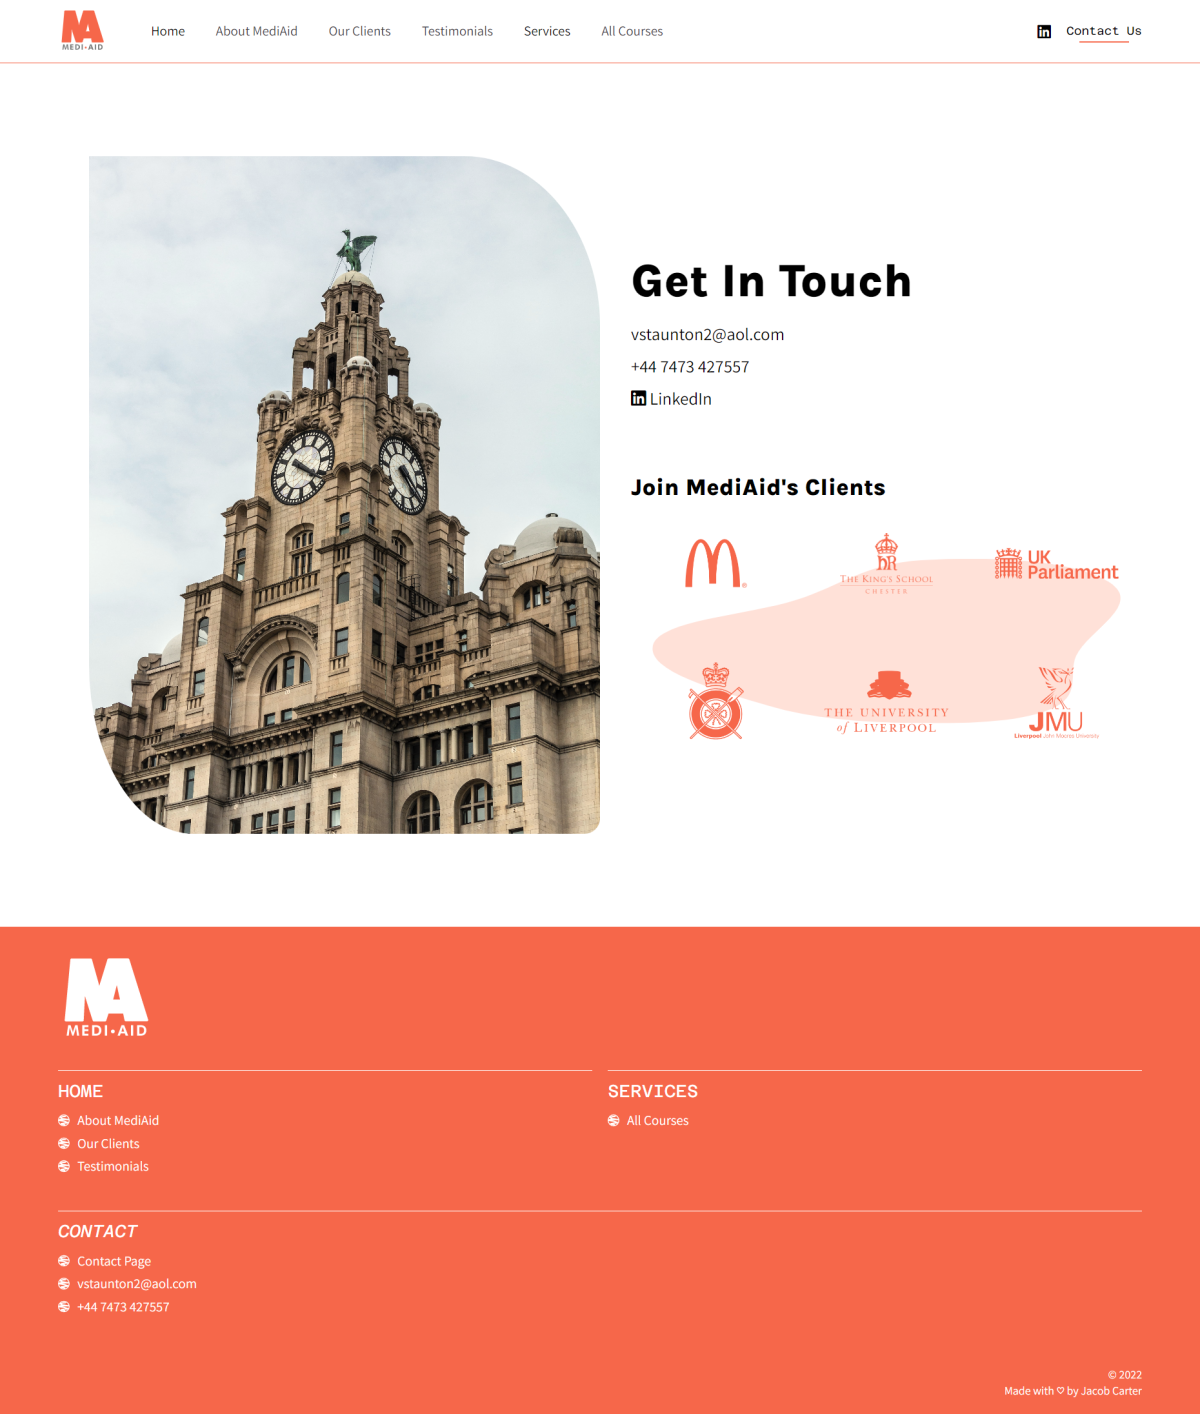 MEDI•AID
Home
About MediAid
Our Clients
Testimonials
Services
All Courses
Contact Us
Get In Touch
vstaunton2@aol.com
+44 7473 427557
LinkedIn
Join MediAid's Clients
THE KING'S SCHOOL
CHESTER
UK
Parliament
THE UNIVERSITY
of LIVERPOOL
JMU
Liverpool John Moores University
MEDI•AID
HOME
About MediAid
Our Clients
Testimonials
SERVICES
All Courses
CONTACT
Contact Page
vstaunton2@aol.com
+44 7473 427557
© 2022
Made with ♡ by Jacob Carter